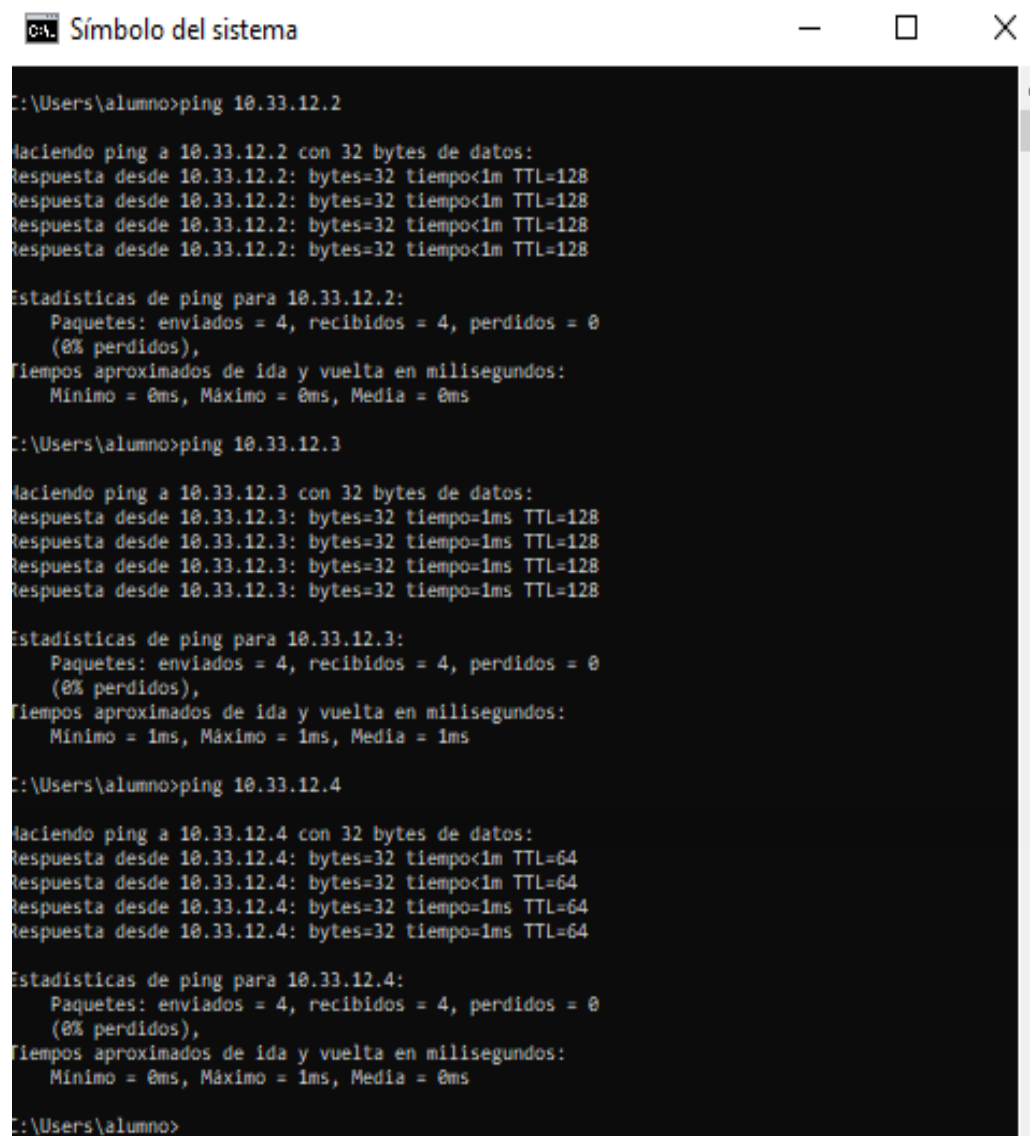 Símbolo del sistema
C:\Users\alumno>ping 10.33.12.2
Haciendo ping a 10.33.12.2 con 32 bytes de datos:
Respuesta desde 10.33.12.2: bytes=32 tiempo<1m TTL=128
Respuesta desde 10.33.12.2: bytes=32 tiempo<1m TTL=128
Respuesta desde 10.33.12.2: bytes=32 tiempo<1m TTL=128
Respuesta desde 10.33.12.2: bytes=32 tiempo<1m TTL=128
Estadísticas de ping para 10.33.12.2:
Paquetes: enviados = 4, recibidos = 4, perdidos = 0
(0% perdidos),
Tiempos aproximados de ida y vuelta en milisegundos:
Mínimo = 0ms, Máximo = 0ms, Media = 0ms
C:\Users\alumno>ping 10.33.12.3
Haciendo ping a 10.33.12.3 con 32 bytes de datos:
Respuesta desde 10.33.12.3: bytes=32 tiempo=1ms TTL=128
Respuesta desde 10.33.12.3: bytes=32 tiempo=1ms TTL=128
Respuesta desde 10.33.12.3: bytes=32 tiempo=1ms TTL=128
Respuesta desde 10.33.12.3: bytes=32 tiempo=1ms TTL=128
Estadísticas de ping para 10.33.12.3:
Paquetes: enviados = 4, recibidos = 4, perdidos = 0
(0% perdidos),
Tiempos aproximados de ida y vuelta en milisegundos:
Mínimo = 1ms, Máximo = 1ms, Media = 1ms
C:\Users\alumno>ping 10.33.12.4
Haciendo ping a 10.33.12.4 con 32 bytes de datos:
Respuesta desde 10.33.12.4: bytes=32 tiempo<1m TTL=64
Respuesta desde 10.33.12.4: bytes=32 tiempo<1m TTL=64
Respuesta desde 10.33.12.4: bytes=32 tiempo=1ms TTL=64
Respuesta desde 10.33.12.4: bytes=32 tiempo=1ms TTL=64
Estadísticas de ping para 10.33.12.4:
Paquetes: enviados = 4, recibidos = 4, perdidos = 0
(0% perdidos),
Tiempos aproximados de ida y vuelta en milisegundos:
Mínimo = 0ms, Máximo = 1ms, Media = 0ms
C:\Users\alumno>